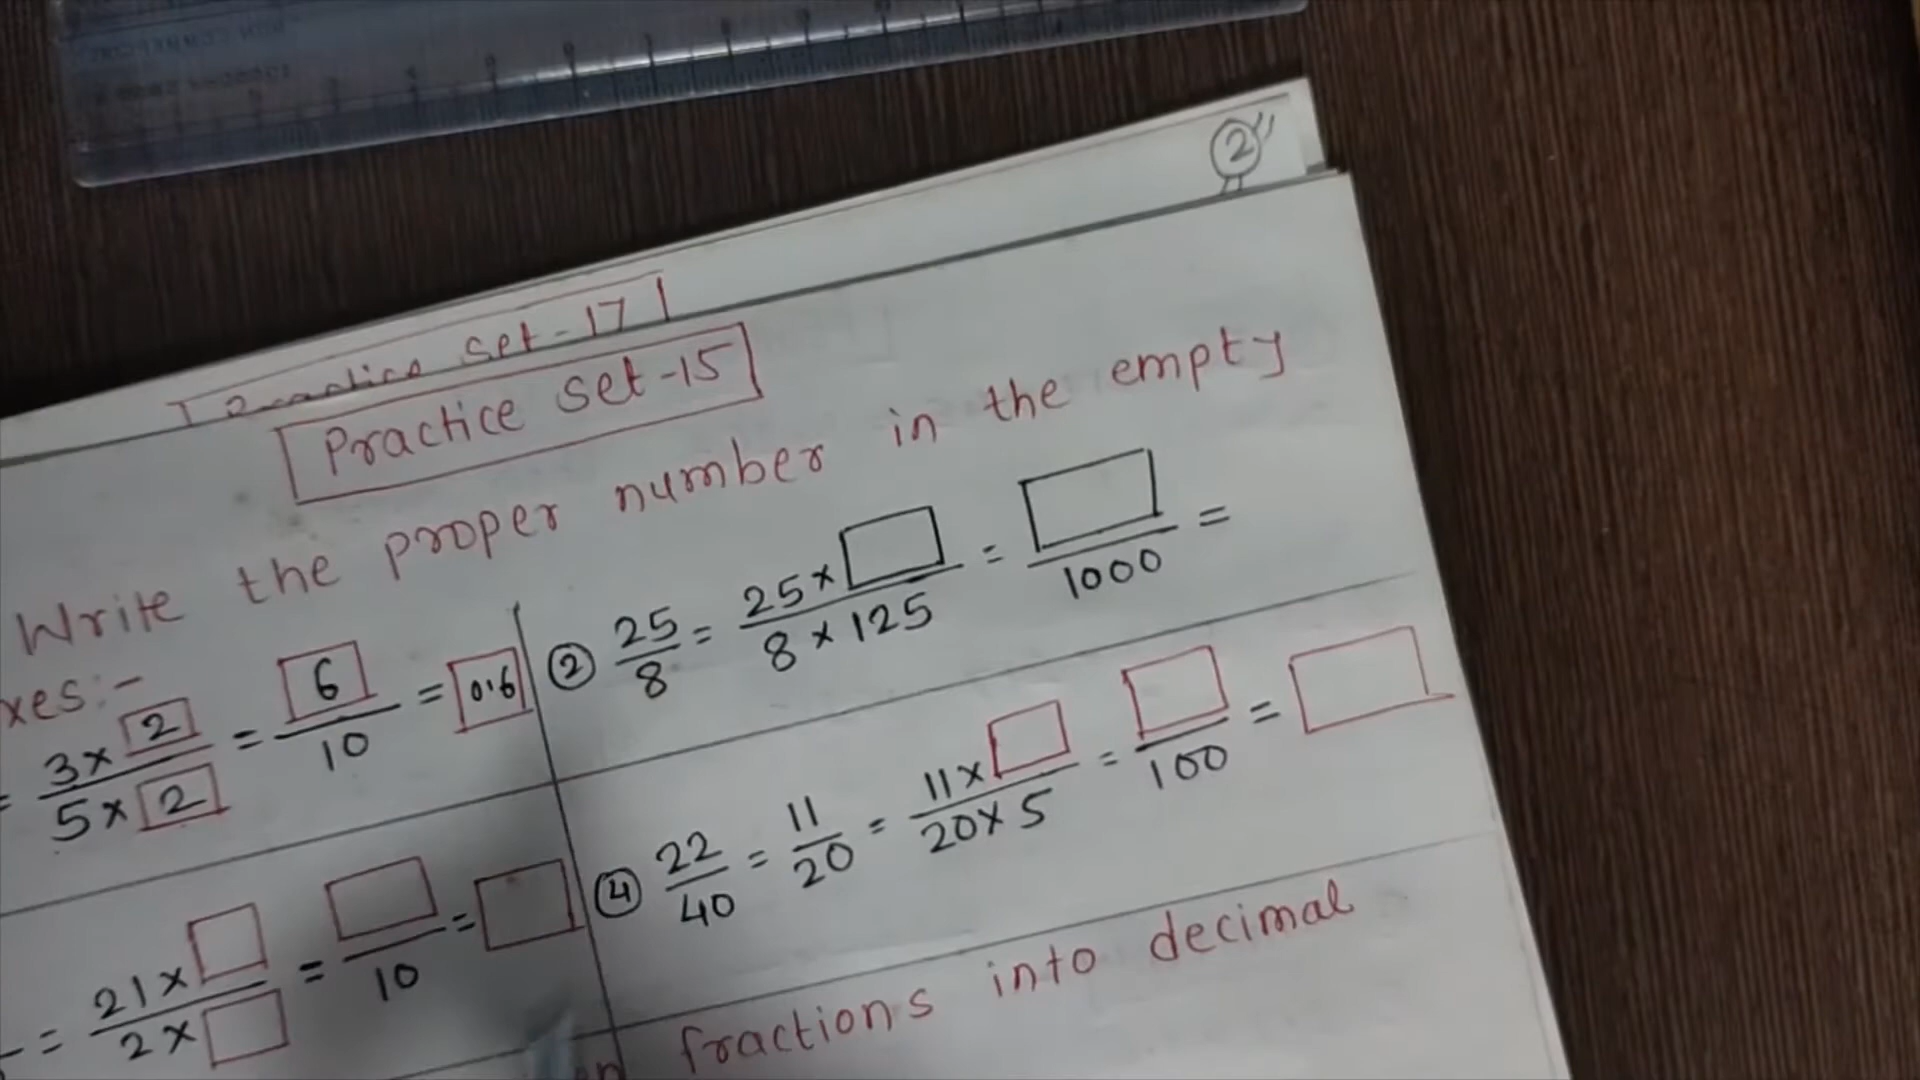 2
Practice Set-17
Practice Set-15
Write the proper number in the empty
xes:-
= 3 × 2 / 5 × 2 = 6 / 10 = 0.6
② 25/8 = 25 × □ / 8 × 125 = □ / 1000 =
= 21 × □ / 2 × □ = □ / 10 = □
④ 22/40 = 11/20 = 11 × □ / 20 × 5 = □ / 100 = □
fractions into decimal